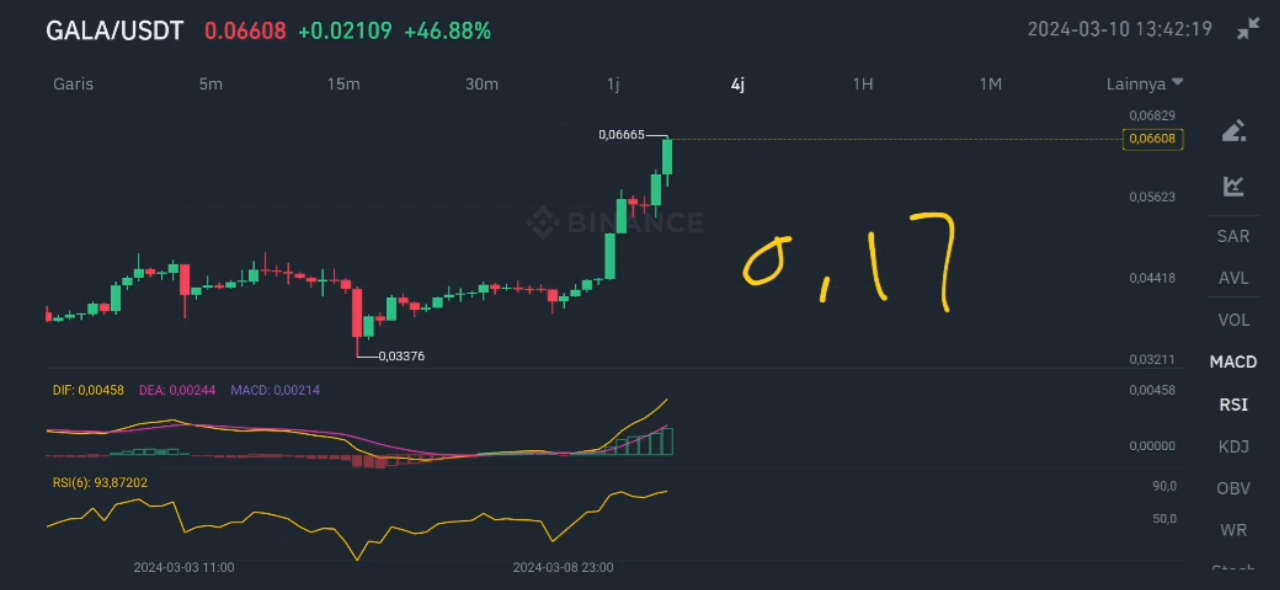 GALA/USDT 0.06608 +0.02109 +46.88% 2024-03-10 13:42:19
Garis 5m 15m 30m 1j 4j 1H 1M Lainnya
0,06829
0,06665 0,06608
0,05623
BINANCE
0,17
SAR
0,04418 AVL
VOL
0,03376 0,03211
MACD
DIF: 0,00458 DEA: 0,00244 MACD: 0,00214 0,00458
RSI
0,00000 KDJ
RSI(6): 93,87202 90,0
OBV
50,0
WR
2024-03-03 11:00 2024-03-08 23:00